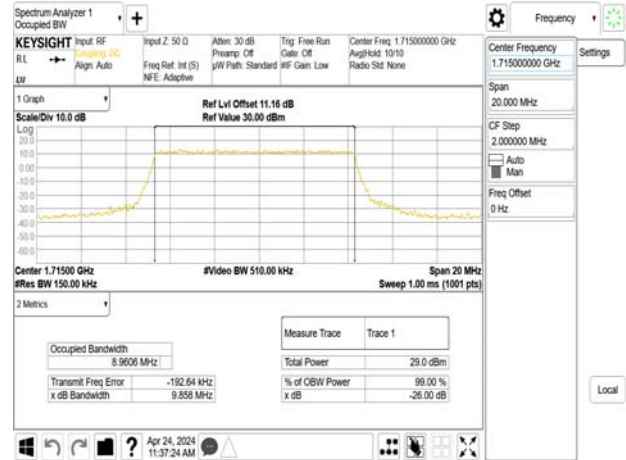 Spectrum Analyzer 1
Occupied BW
Frequency
KEYSIGHT
RL
Input: RF
Coupling: DC
Align: Auto
Input Z: 50 Ω
Freq Ref: Int (S)
NFE: Adaptive
Atten: 30 dB
Preamp: Off
µW Path: Standard
Trig: Free Run
Gate: Off
#IF Gain: Low
Center Freq: 1.715000000 GHz
Avg|Hold: 10/10
Radio Std: None
Center Frequency
1.715000000 GHz
Settings
Span
20.000 MHz
CF Step
2.000000 MHz
Auto
Man
Freq Offset
0 Hz
Local
1 Graph
Scale/Div 10.0 dB
Ref Lvl Offset 11.16 dB
Ref Value 30.00 dBm
Log
20.0
10.0
0.00
-10.0
-20.0
-30.0
-40.0
-50.0
-60.0
Center 1.71500 GHz
#Video BW 510.00 kHz
Span 20 MHz
#Res BW 150.00 kHz
Sweep 1.00 ms (1001 pts)
2 Metrics
Measure Trace Trace 1
Occupied Bandwidth
8.9606 MHz
Total Power 29.0 dBm
Transmit Freq Error -192.64 kHz
% of OBW Power 99.00 %
x dB Bandwidth 9.858 MHz
x dB -26.00 dB
?
Apr 24, 2024
11:37:24 AM